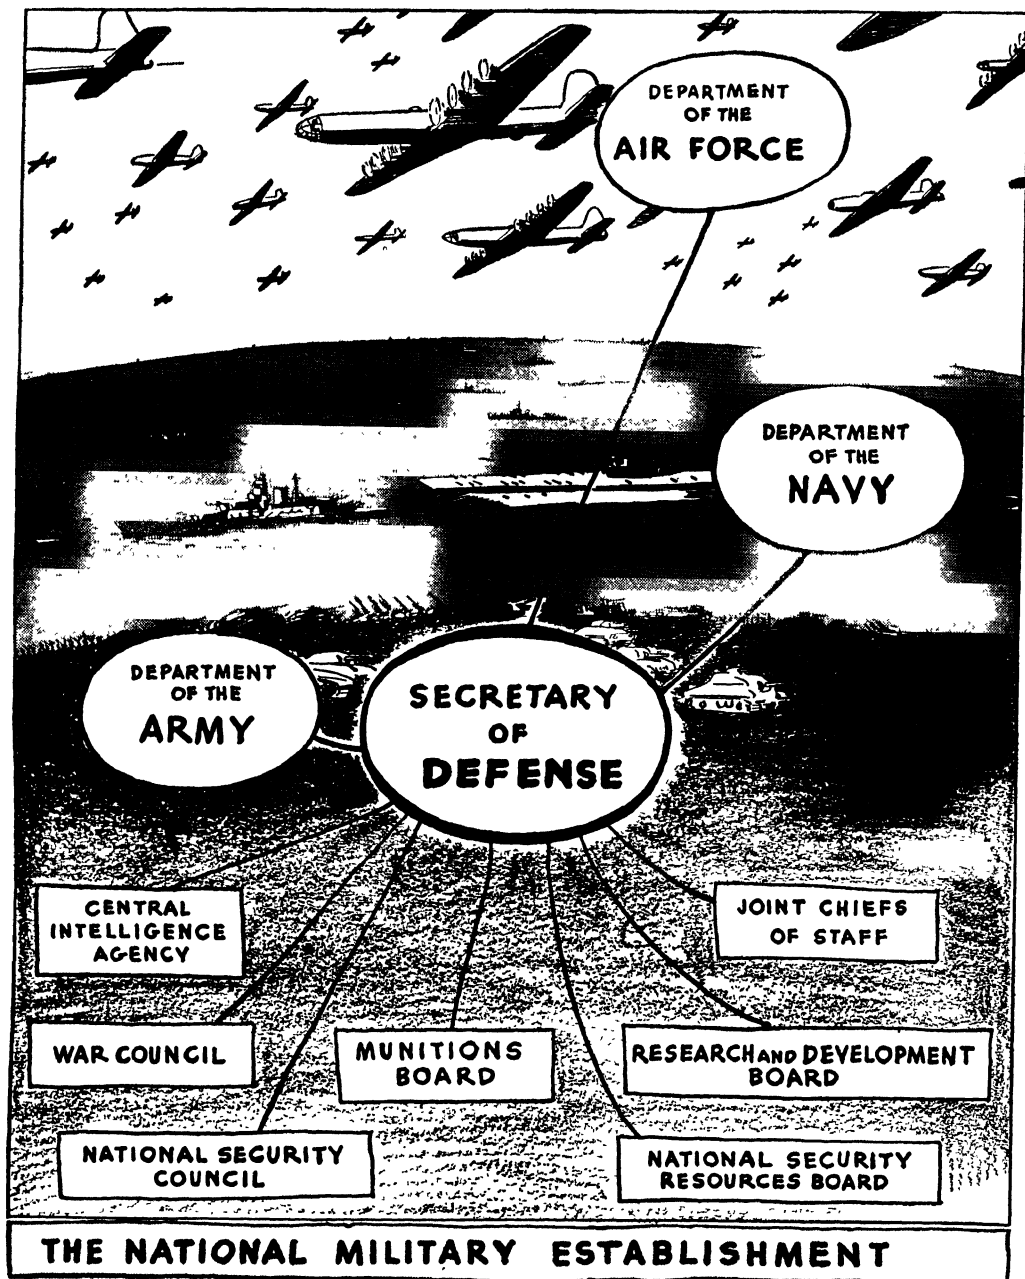 DEPARTMENT
OF THE
AIR FORCE
DEPARTMENT
OF THE
NAVY
DEPARTMENT
OF THE
ARMY
SECRETARY
OF
DEFENSE
CENTRAL
INTELLIGENCE
AGENCY
JOINT CHIEFS
OF STAFF
WAR COUNCIL
MUNITIONS
BOARD
RESEARCH AND DEVELOPMENT
BOARD
NATIONAL SECURITY
COUNCIL
NATIONAL SECURITY
RESOURCES BOARD
THE NATIONAL MILITARY ESTABLISHMENT